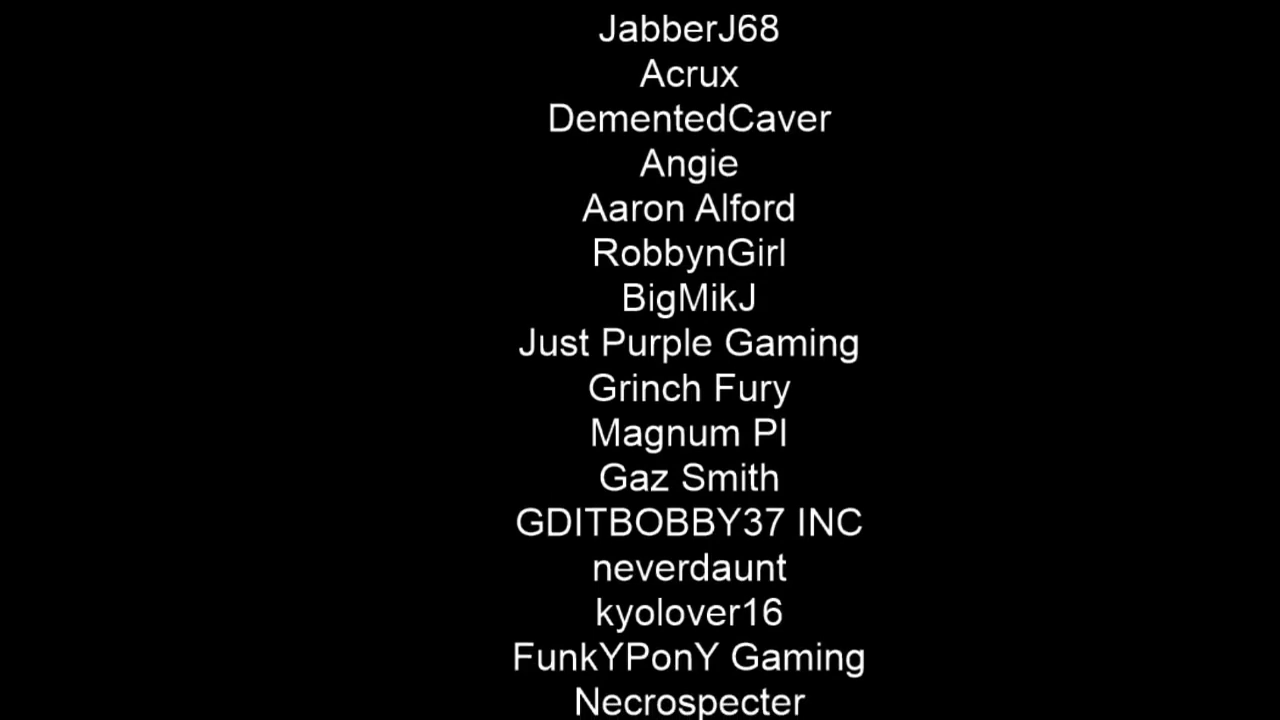 JabberJ68
Acrux
DementedCaver
Angie
Aaron Alford
RobbynGirl
BigMikJ
Just Purple Gaming
Grinch Fury
Magnum PI
Gaz Smith
GDITBOBBY37 INC
neverdaunt
kyolover16
FunkYPonY Gaming
Necrospecter